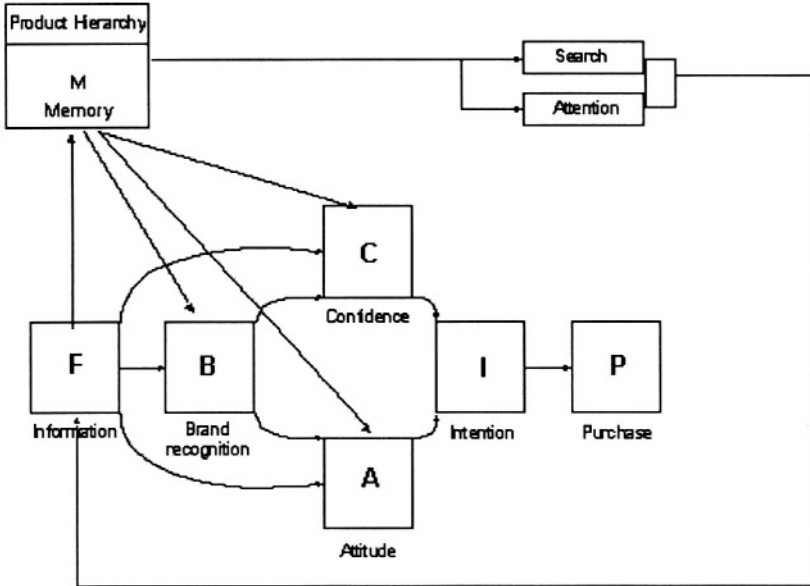 Product Hierarchy
M
Memory
Search
Attention
C
Confidence
F
Information
B
Brand
recognition
I
Intention
P
Purchase
A
Attitude